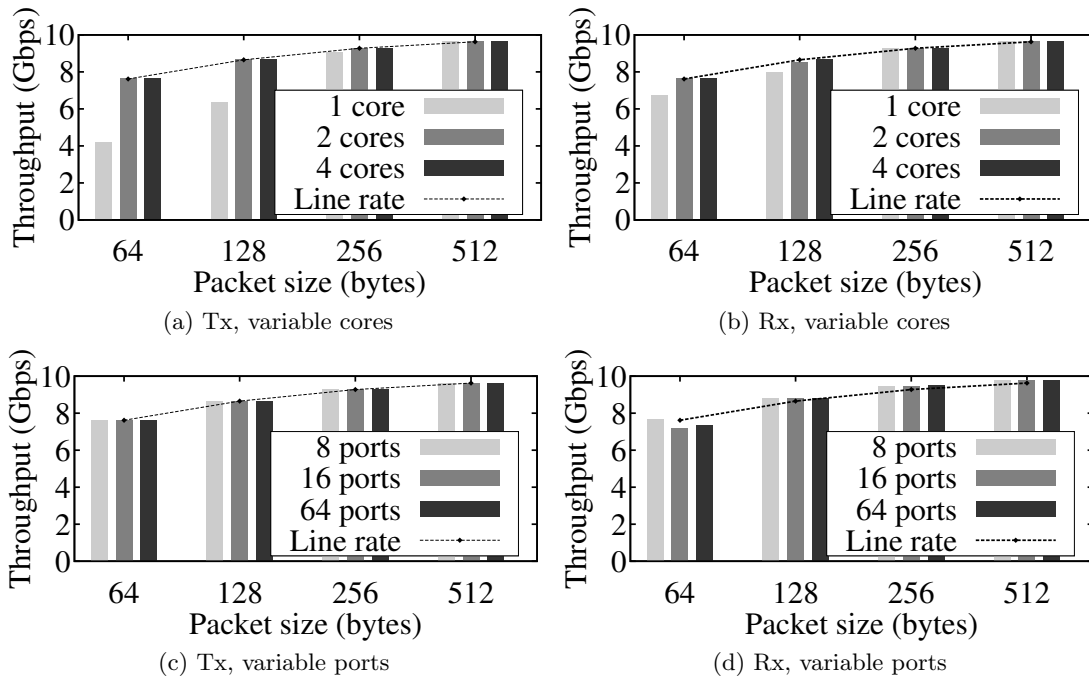 Throughput (Gbps)
10
8
6
4
2
0
1 core
2 cores
4 cores
Line rate
64 128 256 512
Packet size (bytes)
(a) Tx, variable cores
Throughput (Gbps)
10
8
6
4
2
0
1 core
2 cores
4 cores
Line rate
64 128 256 512
Packet size (bytes)
(b) Rx, variable cores
Throughput (Gbps)
10
8
6
4
2
0
8 ports
16 ports
64 ports
Line rate
64 128 256 512
Packet size (bytes)
(c) Tx, variable ports
Throughput (Gbps)
10
8
6
4
2
0
8 ports
16 ports
64 ports
Line rate
64 128 256 512
Packet size (bytes)
(d) Rx, variable ports